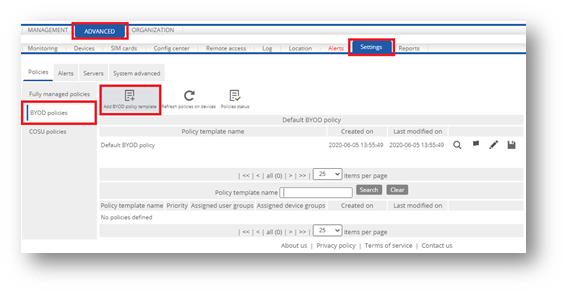 MANAGEMENT ADVANCED ORGANIZATION
Monitoring Devices SIM cards Config center Remote access Log Location Alerts Settings Reports
Policies Alerts Servers System advanced
Fully managed policies
BYOD policies
COSU policies
Add BYOD policy template Refresh policies on devices Policies status
Default BYOD policy
Policy template name Created on Last modified on
Default BYOD policy 2020-06-05 13:55:49 2020-06-05 13:55:49
| << | < | all (0) | > | >> | 25 items per page
Policy template name Search Clear
Policy template name Priority Assigned user groups Assigned device groups Created on Last modified on
No policies defined
| << | < | all (0) | > | >> | 25 items per page
About us | Privacy policy | Terms of service | Contact us